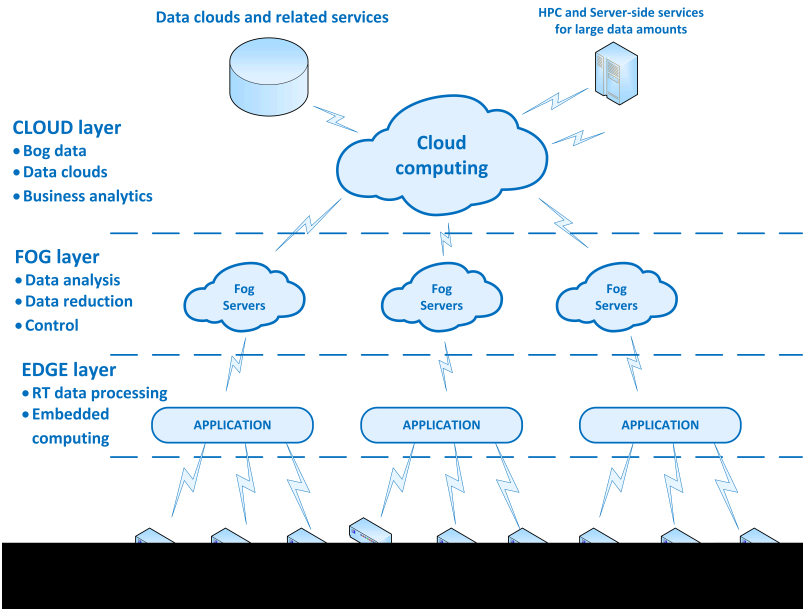 Data clouds and related services
HPC and Server-side services
for large data amounts
CLOUD layer
• Bog data
• Data clouds
• Business analytics
Cloud
computing
FOG layer
• Data analysis
• Data reduction
• Control
Fog
Servers
Fog
Servers
Fog
Servers
EDGE layer
• RT data processing
• Embedded
computing
APPLICATION
APPLICATION
APPLICATION